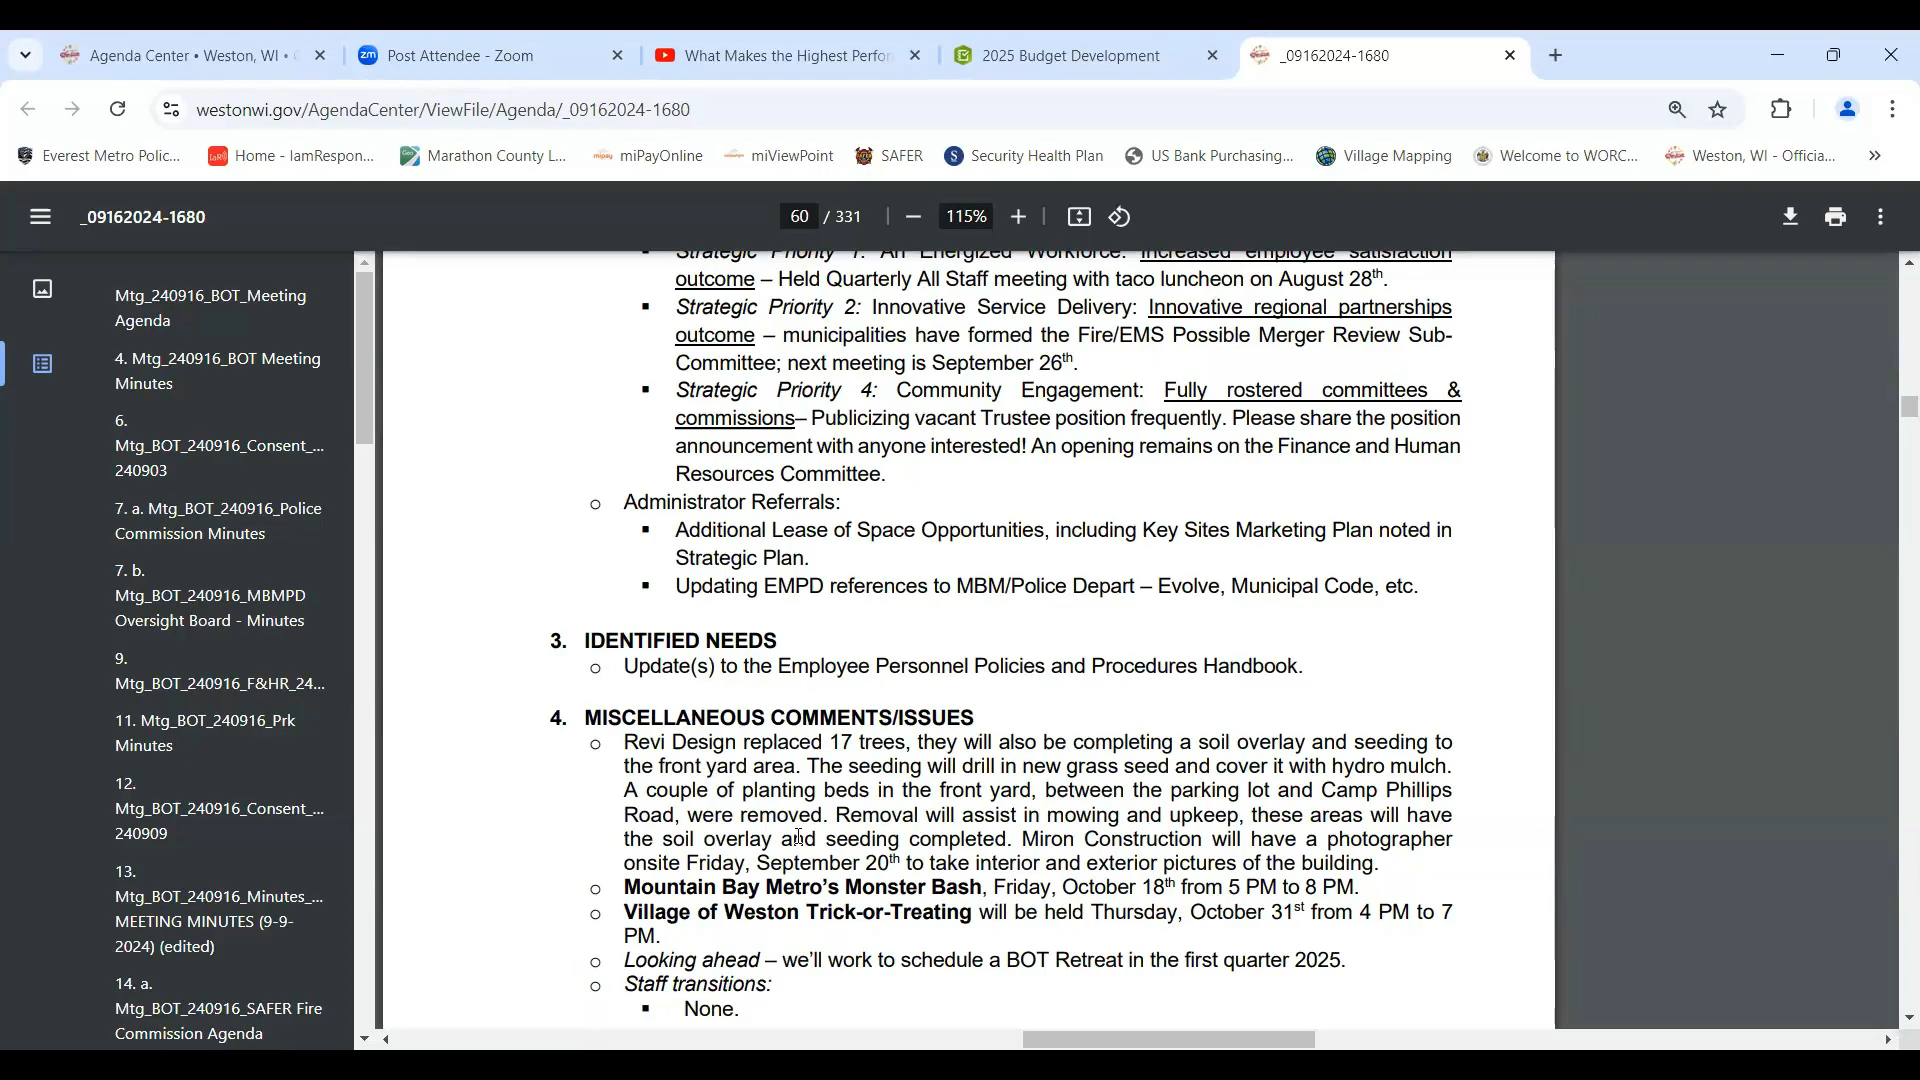 Agenda Center • Weston, WI •
Post Attendee - Zoom
What Makes the Highest Perfor
2025 Budget Development
_09162024-1680
westonwi.gov/AgendaCenter/ViewFile/Agenda/_09162024-1680
Everest Metro Polic...
Home - IamRespon...
Marathon County L...
miPayOnline
miViewPoint
SAFER
Security Health Plan
US Bank Purchasing...
Village Mapping
Welcome to WORC...
Weston, WI - Officia...
_09162024-1680
60 / 331
115%
Mtg_240916_BOT_Meeting
Agenda
4. Mtg_240916_BOT Meeting
Minutes
6.
Mtg_BOT_240916_Consent_...
240903
7. a. Mtg_BOT_240916_Police
Commission Minutes
7. b.
Mtg_BOT_240916_MBMPD
Oversight Board - Minutes
9.
Mtg_BOT_240916_F&HR_24...
11. Mtg_BOT_240916_Prk
Minutes
12.
Mtg_BOT_240916_Consent_...
240909
13.
Mtg_BOT_240916_Minutes_...
MEETING MINUTES (9-9-
2024) (edited)
14. a.
Mtg_BOT_240916_SAFER Fire
Commission Agenda
▪ Strategic Priority 1: An Energized Workforce: Increased employee satisfaction
outcome – Held Quarterly All Staff meeting with taco luncheon on August 28th.
▪ Strategic Priority 2: Innovative Service Delivery: Innovative regional partnerships
outcome – municipalities have formed the Fire/EMS Possible Merger Review Sub-
Committee; next meeting is September 26th.
▪ Strategic Priority 4: Community Engagement: Fully rostered committees &
commissions– Publicizing vacant Trustee position frequently. Please share the position
announcement with anyone interested! An opening remains on the Finance and Human
Resources Committee.
o Administrator Referrals:
▪ Additional Lease of Space Opportunities, including Key Sites Marketing Plan noted in
Strategic Plan.
▪ Updating EMPD references to MBM/Police Depart – Evolve, Municipal Code, etc.
3. IDENTIFIED NEEDS
o Update(s) to the Employee Personnel Policies and Procedures Handbook.
4. MISCELLANEOUS COMMENTS/ISSUES
o Revi Design replaced 17 trees, they will also be completing a soil overlay and seeding to
the front yard area. The seeding will drill in new grass seed and cover it with hydro mulch.
A couple of planting beds in the front yard, between the parking lot and Camp Phillips
Road, were removed. Removal will assist in mowing and upkeep, these areas will have
the soil overlay and seeding completed. Miron Construction will have a photographer
onsite Friday, September 20th to take interior and exterior pictures of the building.
o Mountain Bay Metro’s Monster Bash, Friday, October 18th from 5 PM to 8 PM.
o Village of Weston Trick-or-Treating will be held Thursday, October 31st from 4 PM to 7
PM.
o Looking ahead – we’ll work to schedule a BOT Retreat in the first quarter 2025.
o Staff transitions:
▪ None.